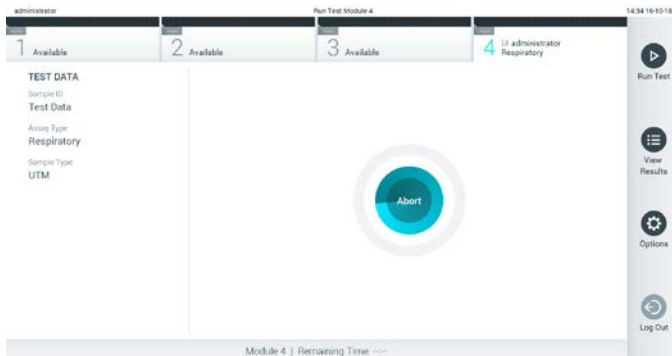 administrator
Run Test Module 4
14:34 16-10-18
1 Available
2 Available
3 Available
4 UI administrator
Respiratory
TEST DATA
Sample ID
Test Data
Assay Type
Respiratory
Sample Type
UTM
Abort
Run Test
View
Results
Options
Log Out
Module 4 | Remaining Time --:--